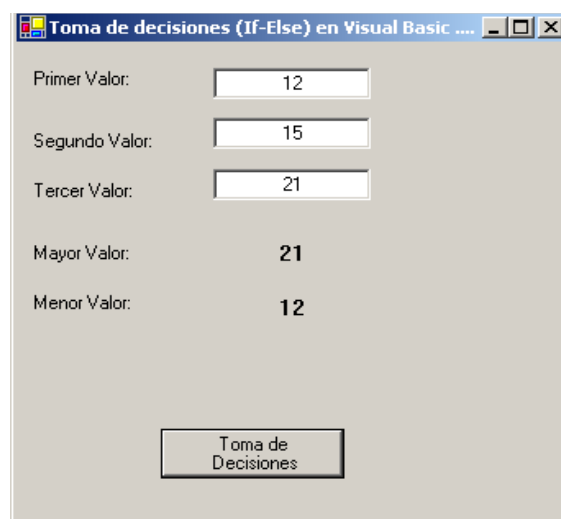 Toma de decisiones (If-Else) en Visual Basic ....
Primer Valor: 12
Segundo Valor: 15
Tercer Valor: 21
Mayor Valor: 21
Menor Valor: 12
Toma de
Decisiones